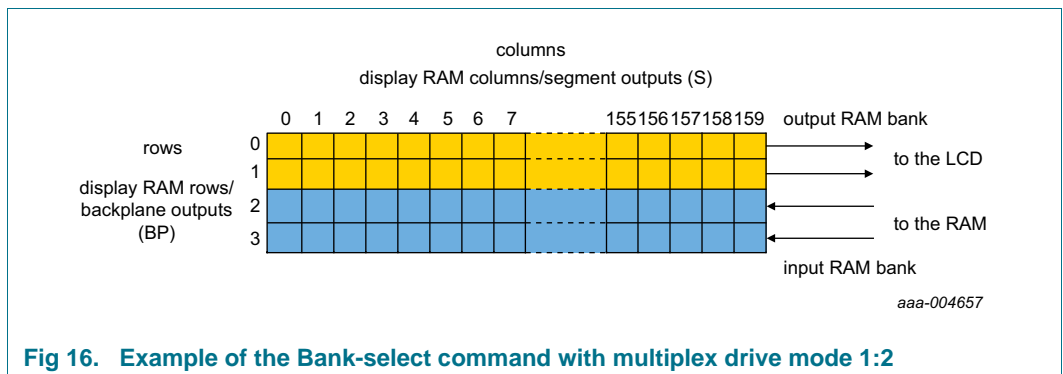 columns
display RAM columns/segment outputs (S)
0 1 2 3 4 5 6 7 155 156 157 158 159 output RAM bank
rows 0
to the LCD
1
display RAM rows/
backplane outputs 2
(BP) to the RAM
3
input RAM bank
aaa-004657
Fig 16. Example of the Bank-select command with multiplex drive mode 1:2